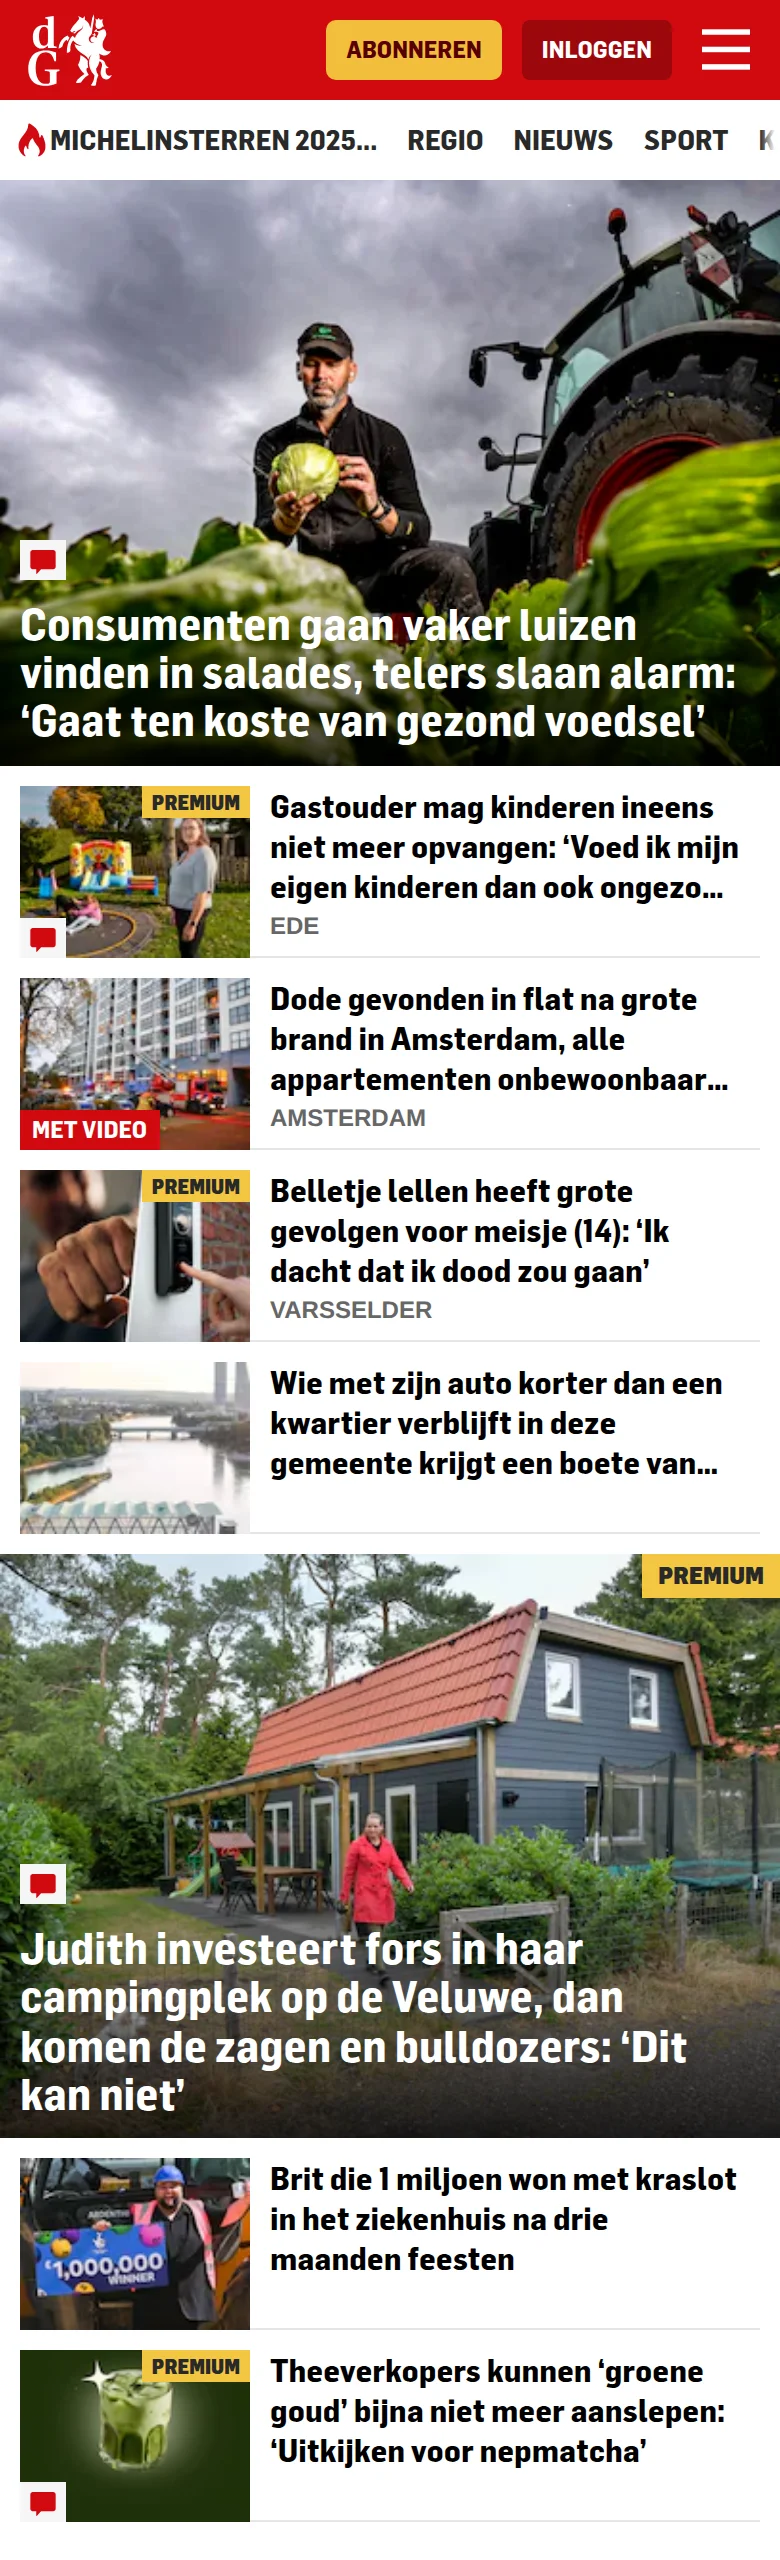 dG
ABONNEREN
INLOGGEN
MICHELINSTERREN 2025...
REGIO
NIEUWS
SPORT
K
Consumenten gaan vaker luizen
vinden in salades, telers slaan alarm:
‘Gaat ten koste van gezond voedsel’
PREMIUM
Gastouder mag kinderen ineens
niet meer opvangen: ‘Voed ik mijn
eigen kinderen dan ook ongezo...
EDE
MET VIDEO
Dode gevonden in flat na grote
brand in Amsterdam, alle
appartementen onbewoonbaar...
AMSTERDAM
PREMIUM
Belletje lellen heeft grote
gevolgen voor meisje (14): ‘Ik
dacht dat ik dood zou gaan’
VARSSELDER
Wie met zijn auto korter dan een
kwartier verblijft in deze
gemeente krijgt een boete van...
PREMIUM
Judith investeert fors in haar
campingplek op de Veluwe, dan
komen de zagen en bulldozers: ‘Dit
kan niet’
£1,000,000
WINNER
Brit die 1 miljoen won met kraslot
in het ziekenhuis na drie
maanden feesten
PREMIUM
Theeverkopers kunnen ‘groene
goud’ bijna niet meer aanslepen:
‘Uitkijken voor nepmatcha’